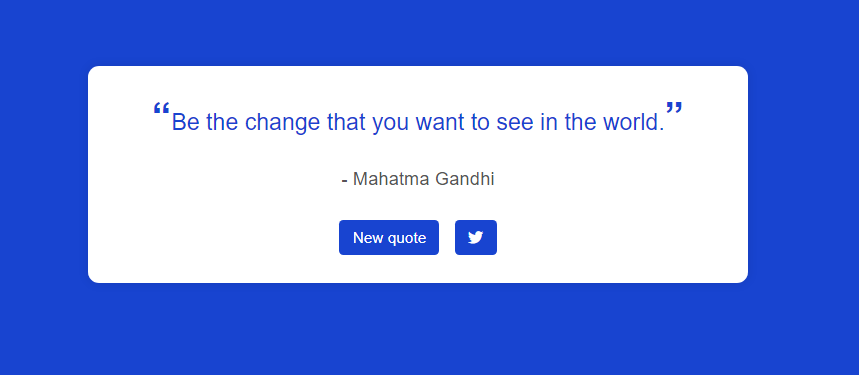 “Be the change that you want to see in the world.”
- Mahatma Gandhi
New quote